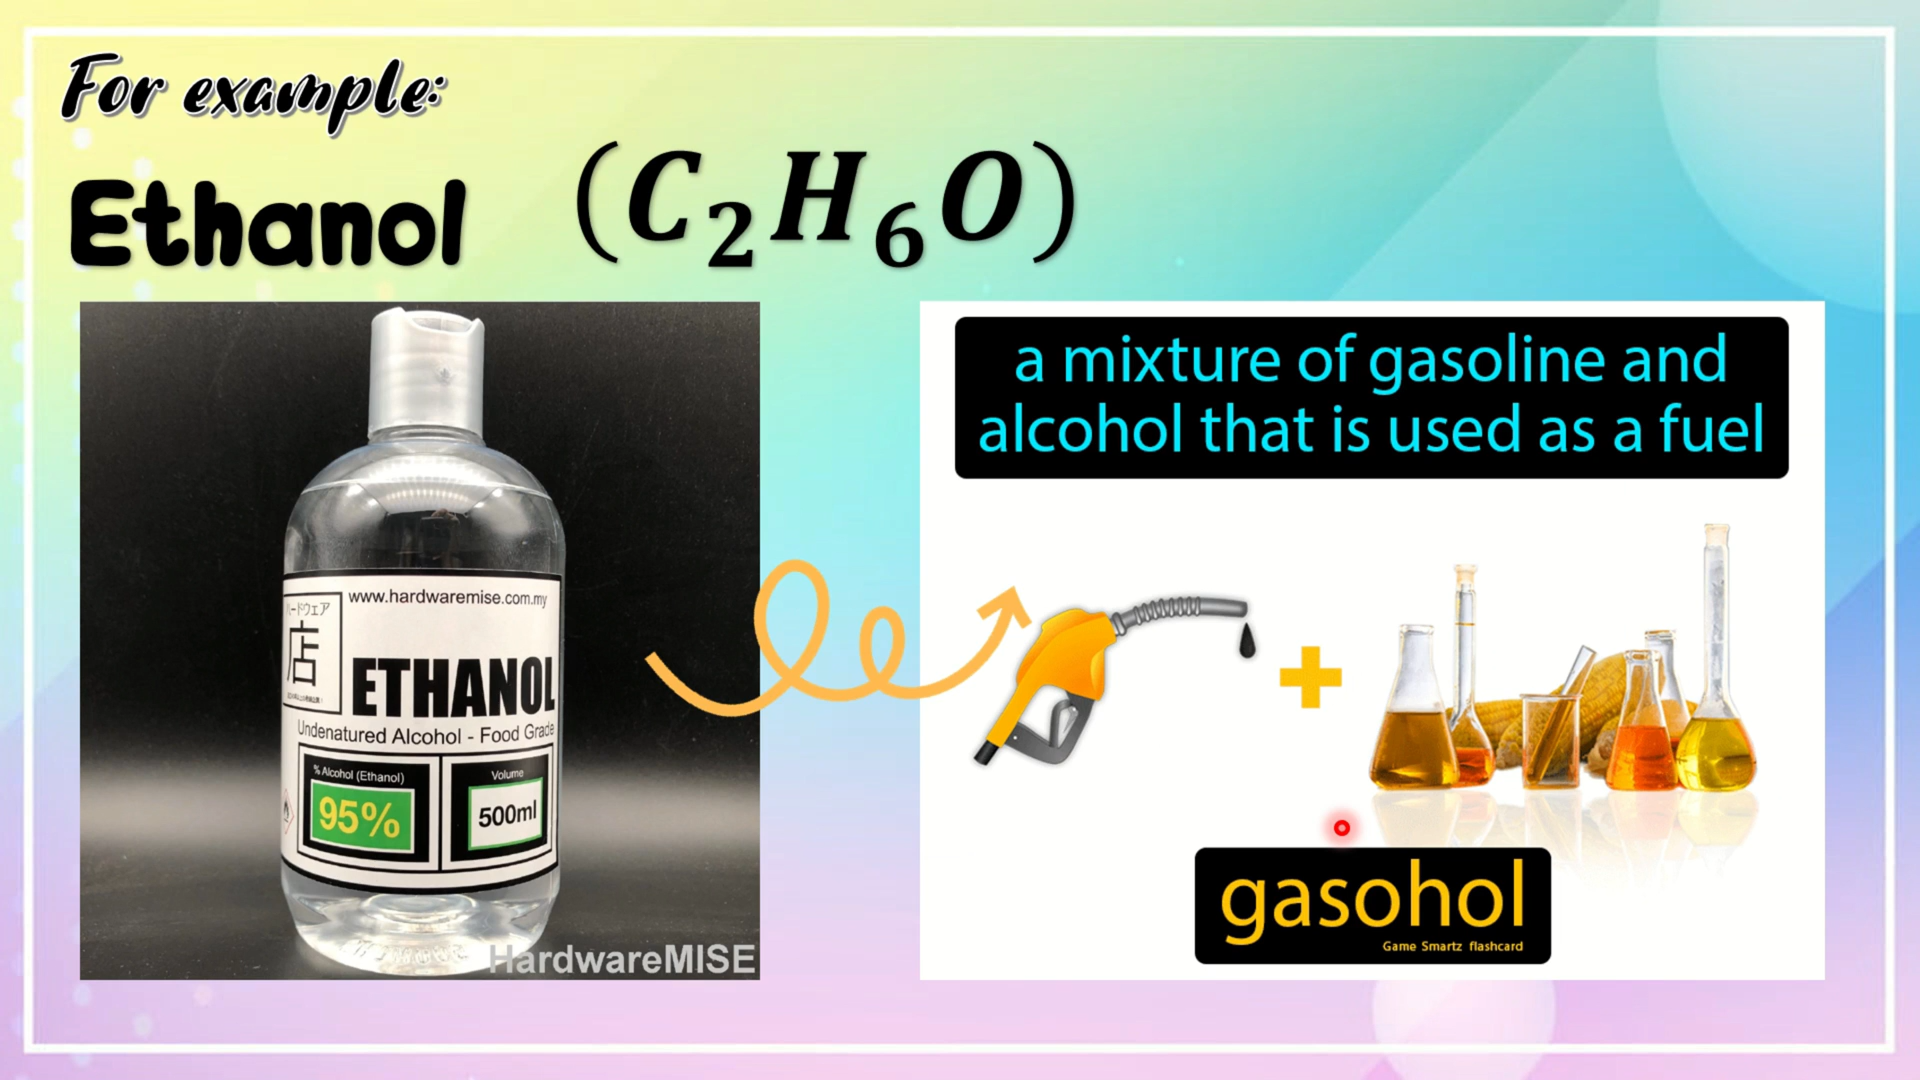 For example:
Ethanol (C₂H₆O)
www.hardwaremise.com.my
ハードウェア
店
ETHANOL
Undenatured Alcohol - Food Grade
% Alcohol (Ethanol)
95%
Volume
500ml
HardwareMISE
a mixture of gasoline and
alcohol that is used as a fuel
gasohol
Game Smartz flashcard